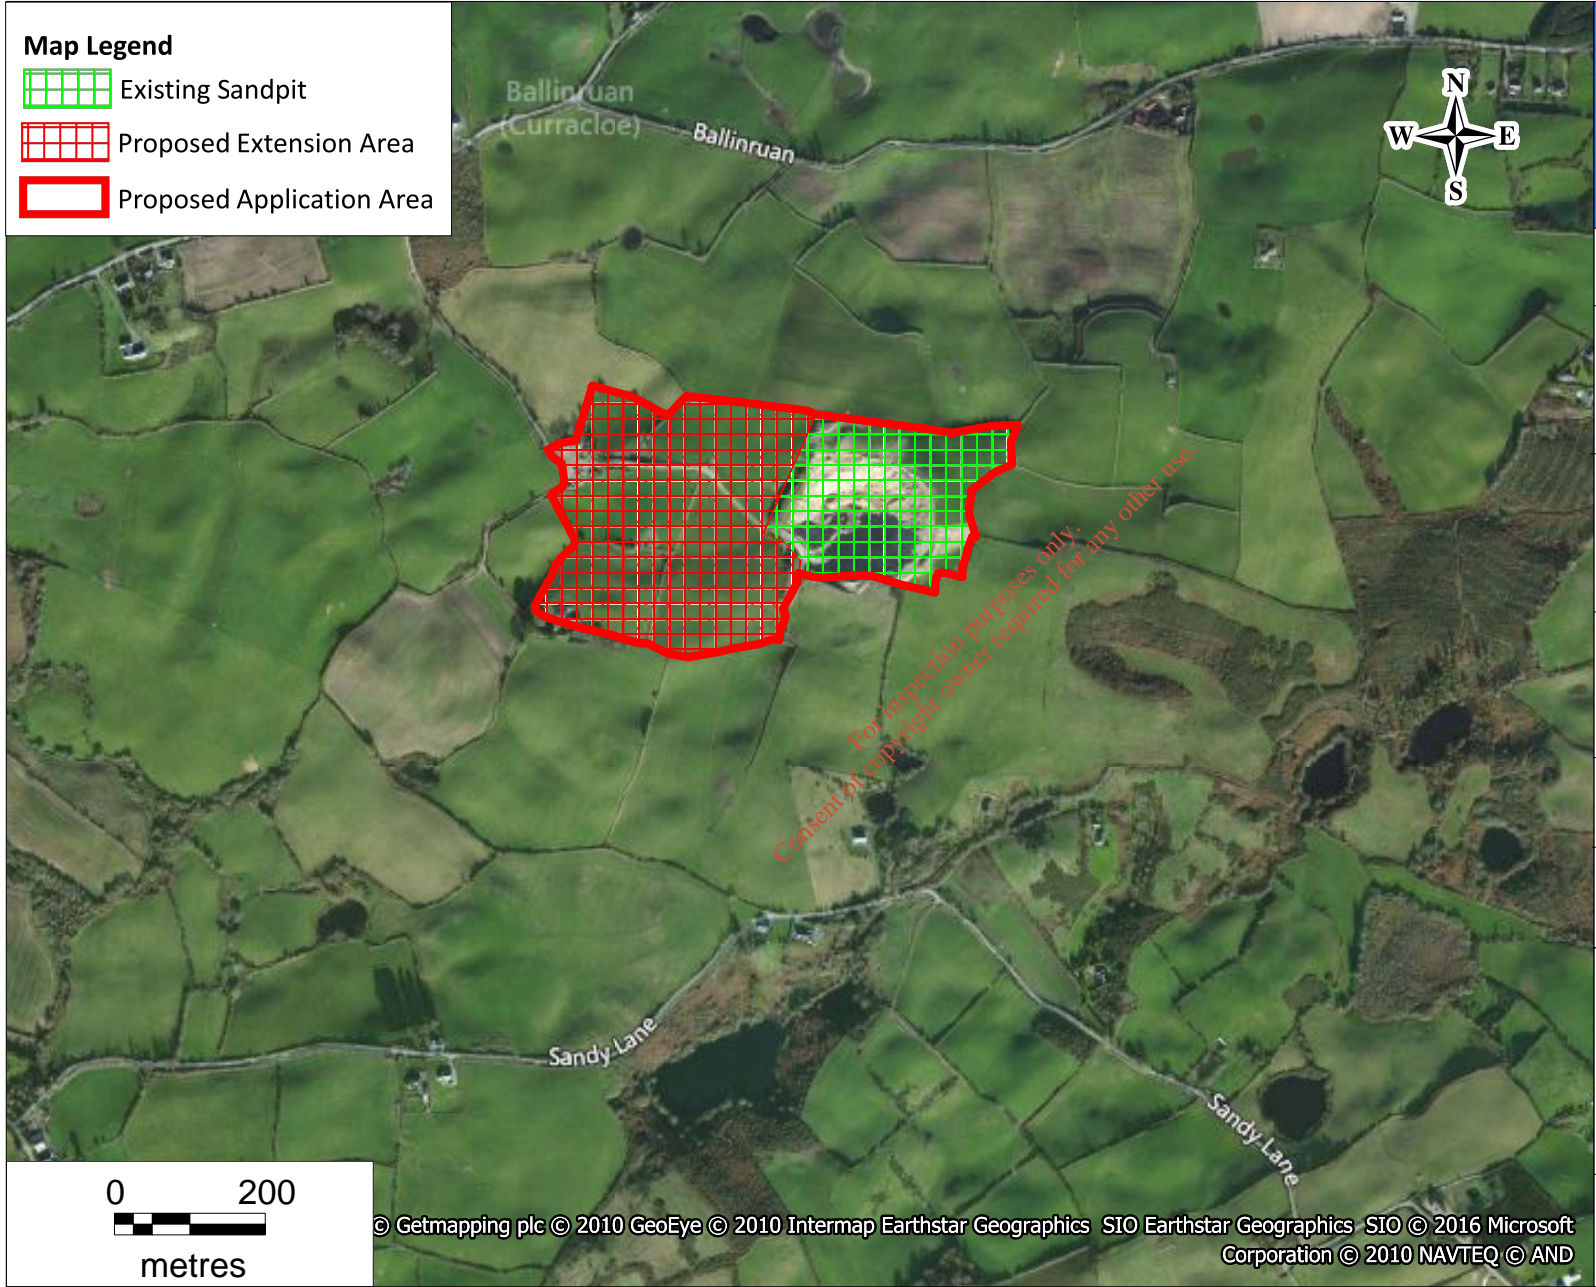 Map Legend
Existing Sandpit
Proposed Extension Area
Proposed Application Area
Ballinruan
(Curracloe)
Ballinruan
N
W E
S
For inspection purposes only.
Consent of copyright owner required for any other use.
Sandy Lane
Sandy Lane
0 200
metres
© Getmapping plc © 2010 GeoEye © 2010 Intermap Earthstar Geographics SIO Earthstar Geographics SIO © 2016 Microsoft
Corporation © 2010 NAVTEQ © AND